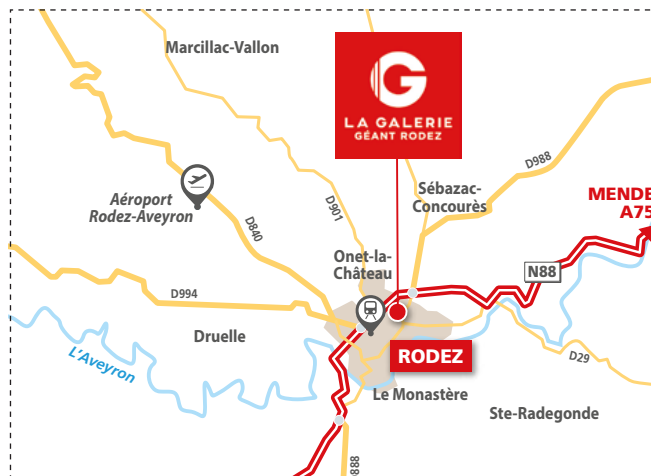 Marcillac-Vallon
G
LA GALERIE
GÉANT RODEZ
D988
Sébazac-
Concourès
MENDE
A75
Aéroport
Rodez-Aveyron
D901
D840
Onet-la-
Château
N88
D994
Druelle
RODEZ
L'Aveyron
D29
Le Monastère
Ste-Radegonde